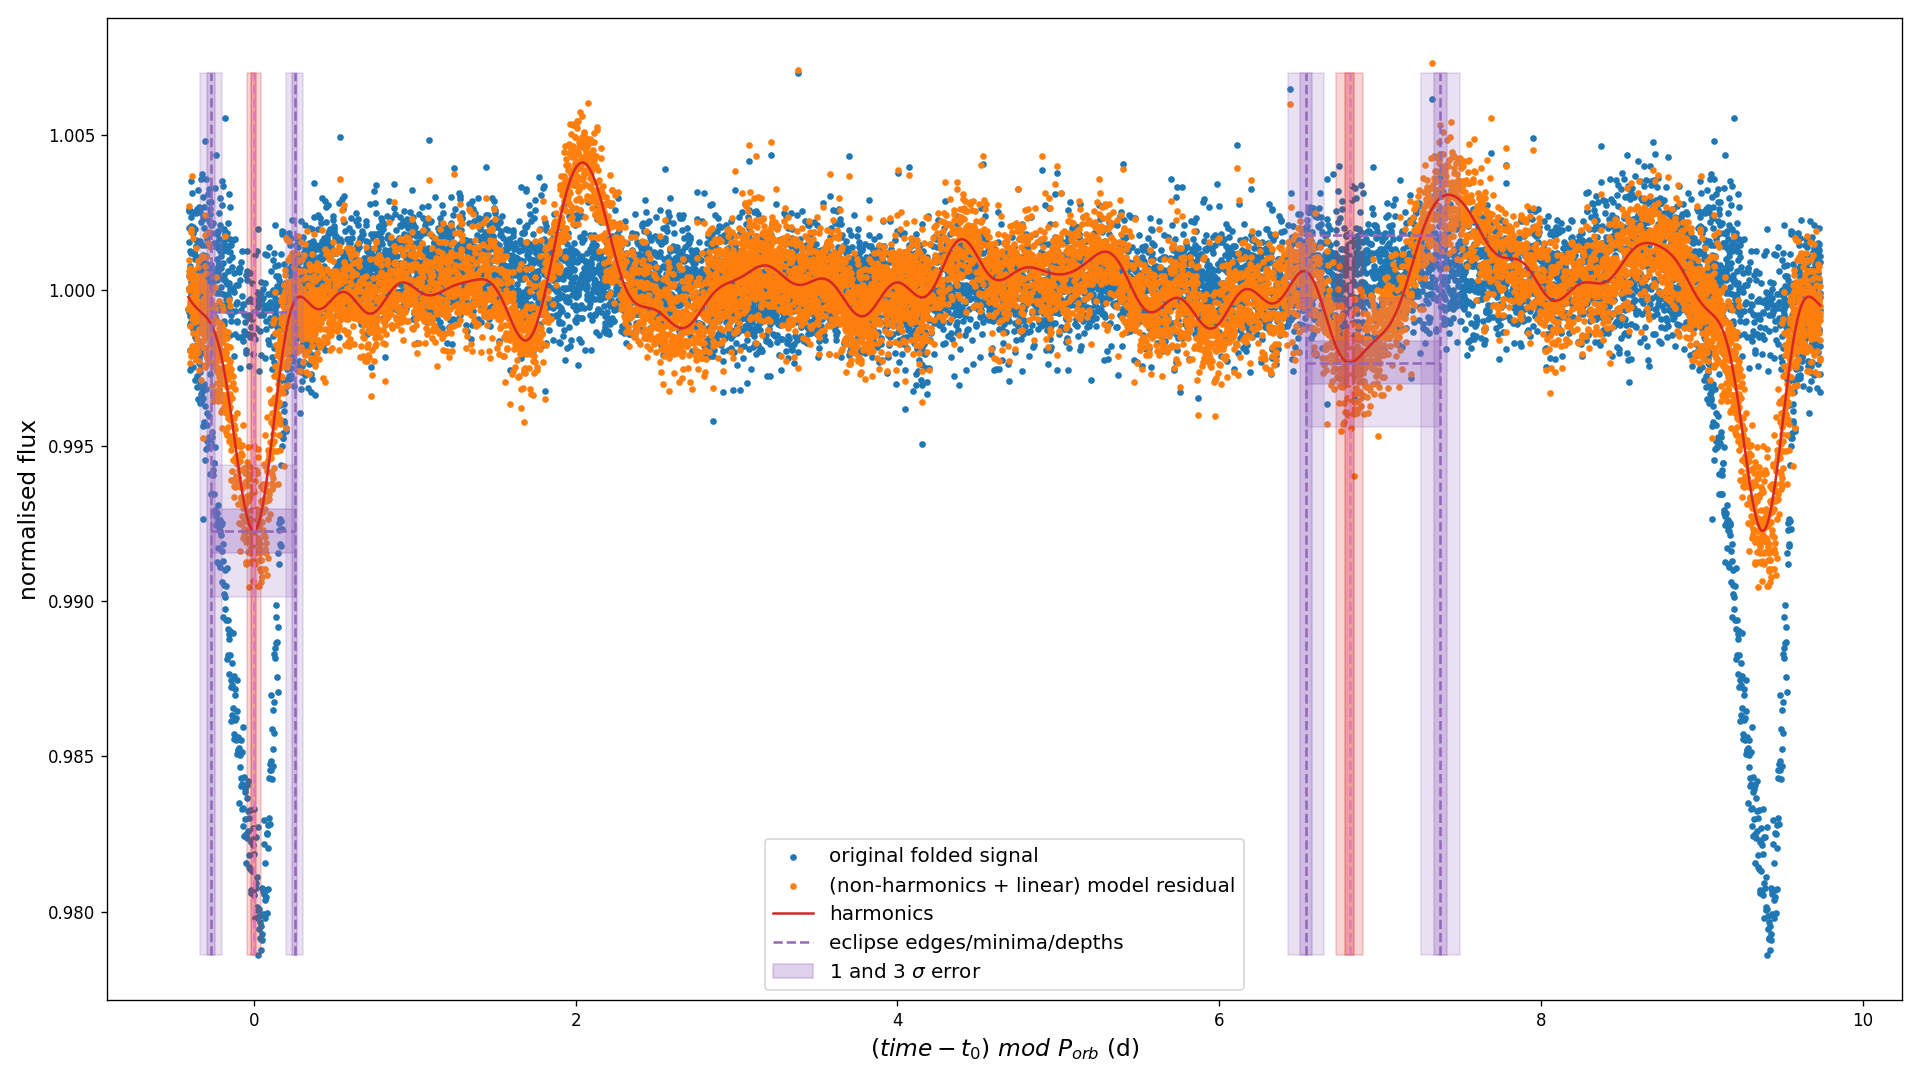 1.005
1.000
0.995
0.990
0.985
0.980
normalised flux
original folded signal
(non-harmonics + linear) model residual
harmonics
eclipse edges/minima/depths
1 and 3 σ error
0 2 4 6 8 10
(time − t₀) mod Pₒᵣb (d)